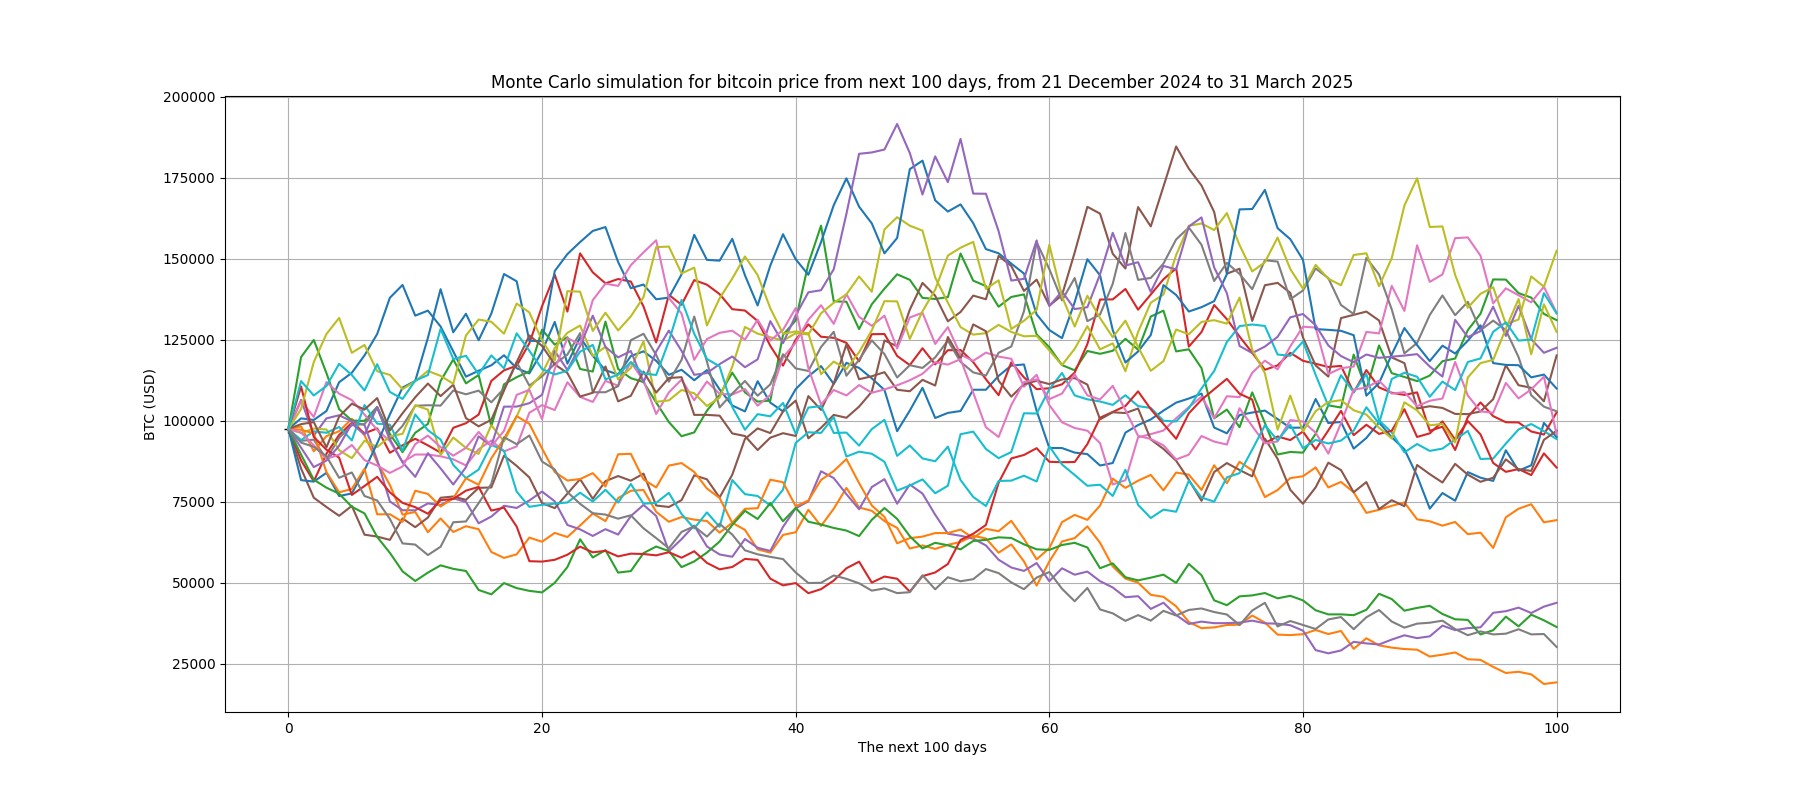 Monte Carlo simulation for bitcoin price from next 100 days, from 21 December 2024 to 31 March 2025
200000
175000
150000
125000
100000
75000
50000
25000
BTC (USD)
0 20 40 60 80 100
The next 100 days